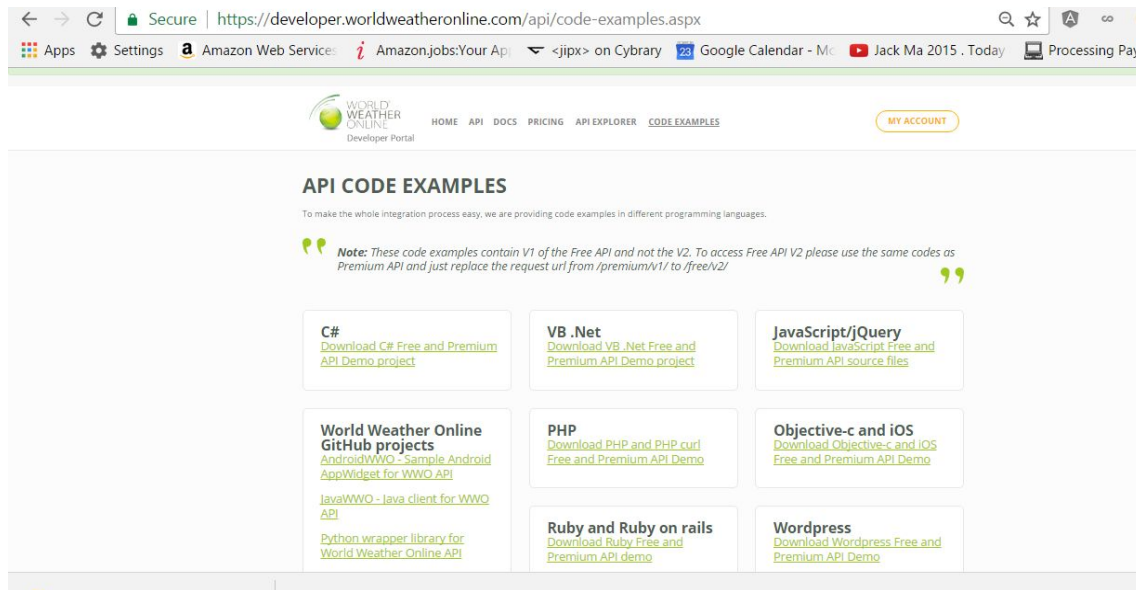 Secure | https://developer.worldweatheronline.com/api/code-examples.aspx
Apps Settings Amazon Web Service Amazon.jobs:Your Ap <jipx> on Cybrary 23 Google Calendar - Mo Jack Ma 2015 . Today Processing Pay
WORLD
WEATHER
ONLINE
Developer Portal
HOME API DOCS PRICING API EXPLORER CODE EXAMPLES
MY ACCOUNT
API CODE EXAMPLES
To make the whole integration process easy, we are providing code examples in different programming languages.
Note: These code examples contain V1 of the Free API and not the V2. To access Free API V2 please use the same codes as
Premium API and just replace the request url from /premium/v1/ to /free/v2/
C#
Download C# Free and Premium
API Demo project
VB .Net
Download VB .Net Free and
Premium API Demo project
JavaScript/jQuery
Download JavaScript Free and
Premium API source files
World Weather Online
GitHub projects
AndroidWWO - Sample Android
AppWidget for WWO API
JavaWWO - Java client for WWO
API
Python wrapper library for
World Weather Online API
PHP
Download PHP and PHP curl
Free and Premium API Demo
Objective-c and iOS
Download Objective-c and iOS
Free and Premium API Demo
Ruby and Ruby on rails
Download Ruby Free and
Premium API demo
Wordpress
Download Wordpress Free and
Premium API Demo